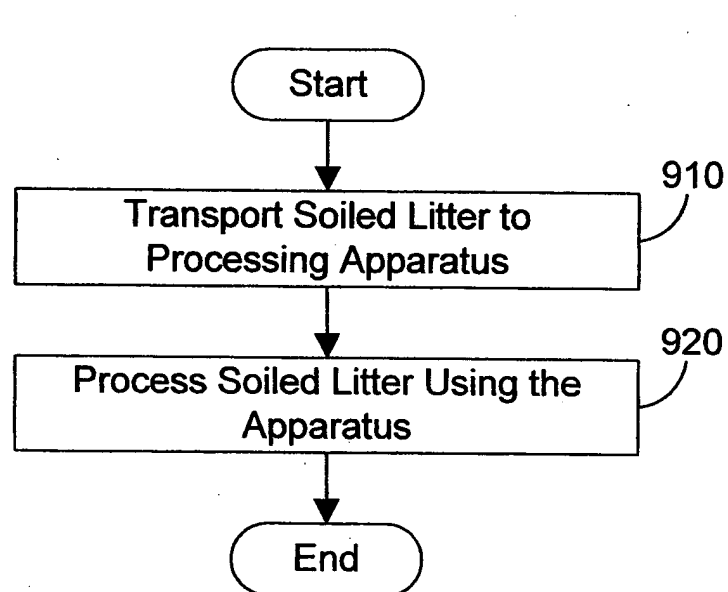 Start
910
Transport Soiled Litter to
Processing Apparatus
920
Process Soiled Litter Using the
Apparatus
End